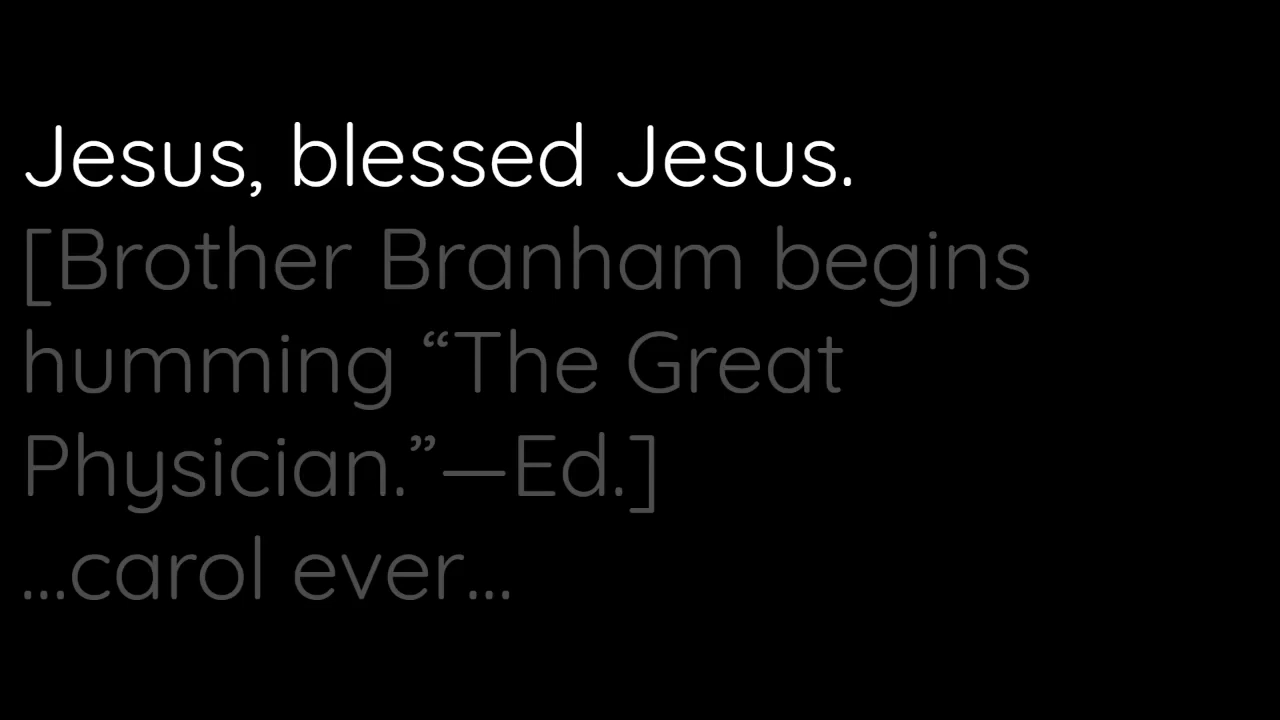 Jesus, blessed Jesus.
[Brother Branham begins
humming “The Great
Physician.”—Ed.]
...carol ever...